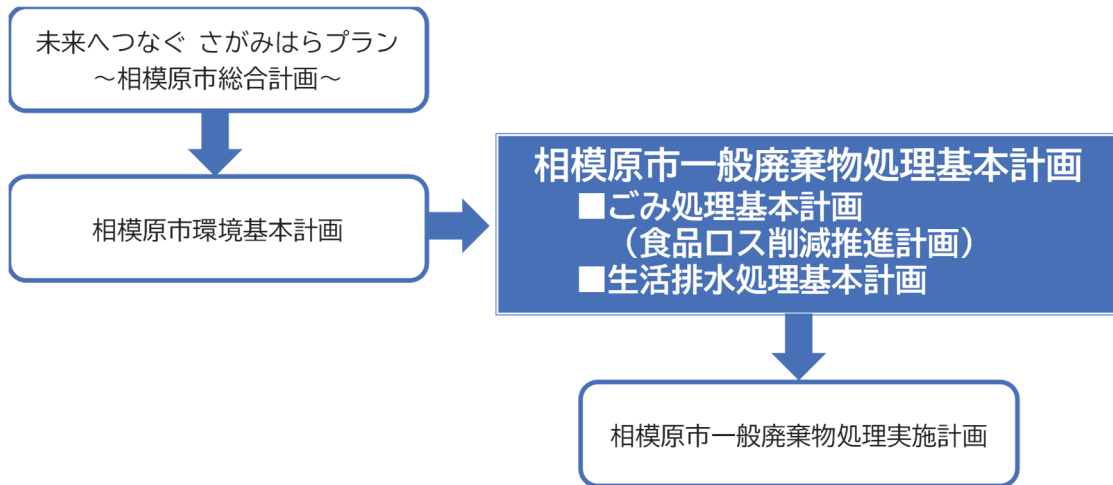 未来へつなぐ さがみはらプラン
～相模原市総合計画～
相模原市環境基本計画
相模原市一般廃棄物処理基本計画
■ごみ処理基本計画
（食品ロス削減推進計画）
■生活排水処理基本計画
相模原市一般廃棄物処理実施計画